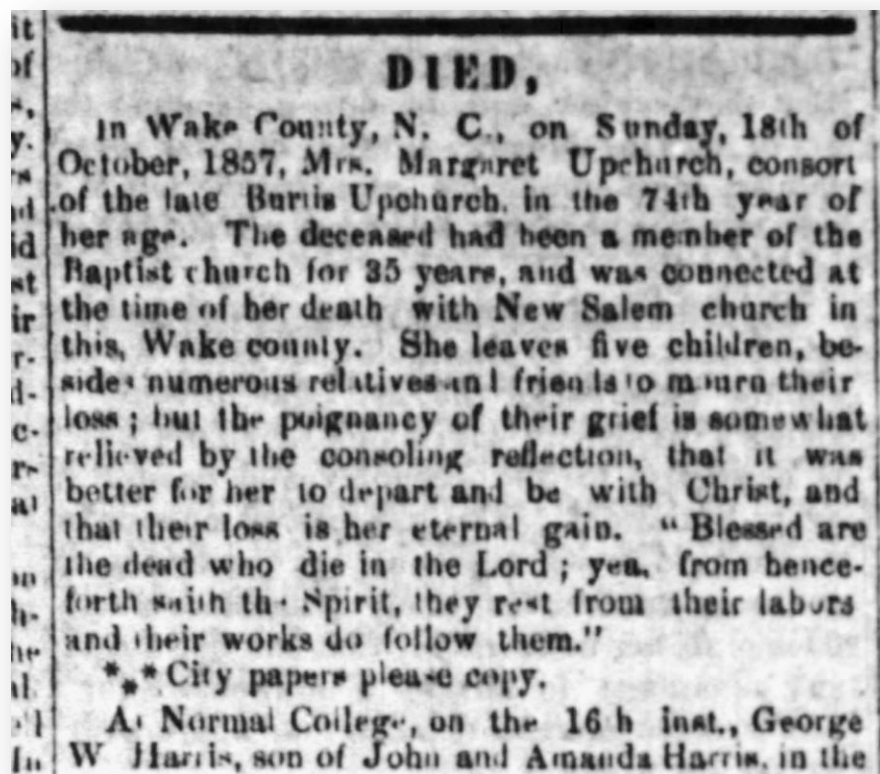 DIED,
In Wake County, N. C., on Sunday, 18th of
October, 1857, Mrs. Margaret Upchurch, consort
of the late Burtis Upchurch, in the 74th year of
her age. The deceased had been a member of the
Baptist church for 35 years, and was connected at
the time of her death with New Salem church in
this, Wake county. She leaves five children, be-
sides numerous relatives and friends to mourn their
loss; but the poignancy of their grief is somewhat
relieved by the consoling reflection, that it was
better for her to depart and be with Christ, and
that their loss is her eternal gain. "Blessed are
the dead who die in the Lord; yea, from hence-
forth saith the Spirit, they rest from their labors
and their works do follow them."
*** City papers please copy.
At Normal College, on the 16th inst., George
W Harris, son of John and Amanda Harris, in the